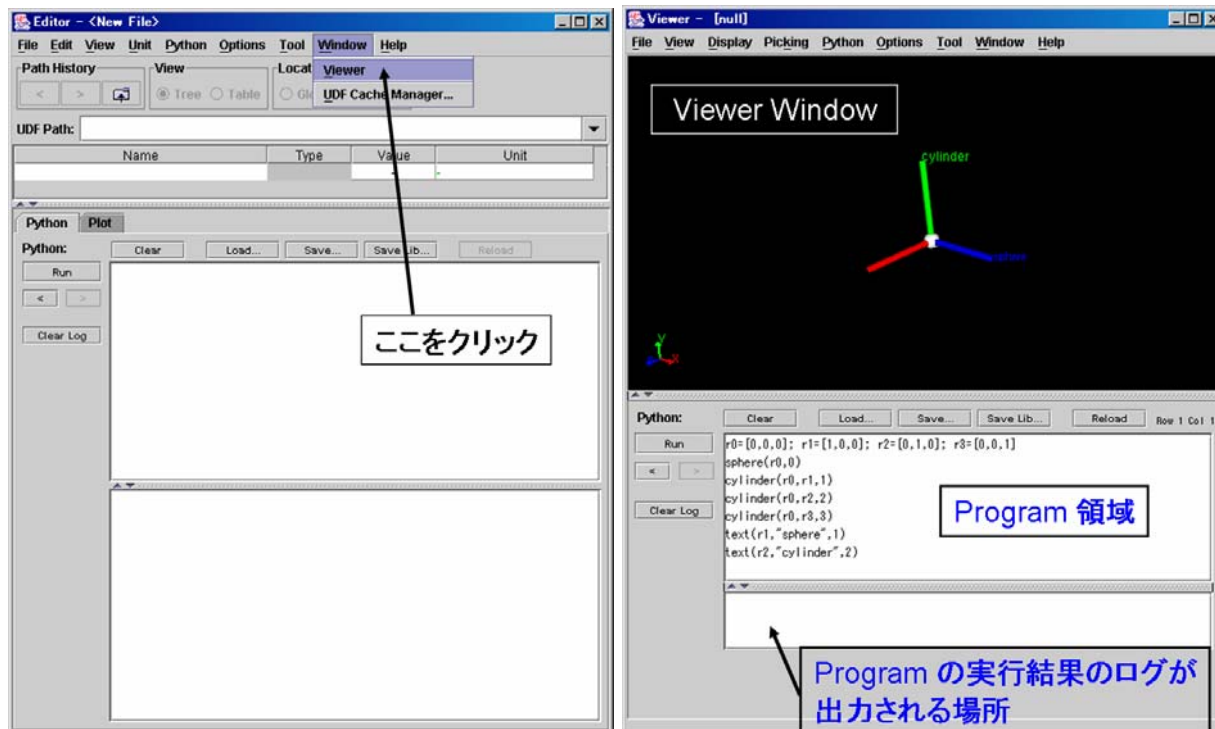 Editor - <New File>
File Edit View Unit Python Options Tool Window Help
Path History View Locat
Viewer
< > Tree Table Gl
UDF Cache Manager...
UDF Path:
Name Type Value Unit
Python Plot
Python: Clear Load... Save... Save Lib... Reload
Run
< >
Clear Log
ここをクリック
Viewer - [null]
File View Display Picking Python Options Tool Window Help
Viewer Window
cylinder
sphere
Y
X
Python: Clear Load... Save... Save Lib... Reload Row 1 Col 1
Run
< >
Clear Log
r0=[0,0,0]; r1=[1,0,0]; r2=[0,1,0]; r3=[0,0,1]
sphere(r0,0)
cylinder(r0,r1,1)
cylinder(r0,r2,2)
cylinder(r0,r3,3)
text(r1,"sphere",1)
text(r2,"cylinder",2)
Program 領域
Program の実行結果のログが
出力される場所